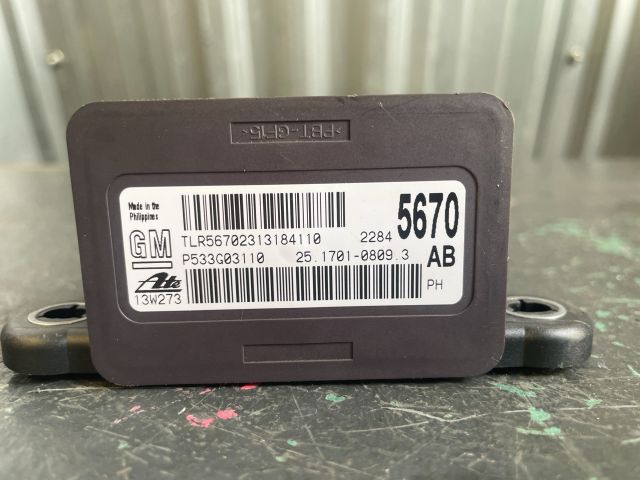 >PBT-GF15<
Made in the
Philippines
GM
TLR56702313184110
2284 5670
P533G03110
25.1701-0809.3
AB
Ate
13W273
PH